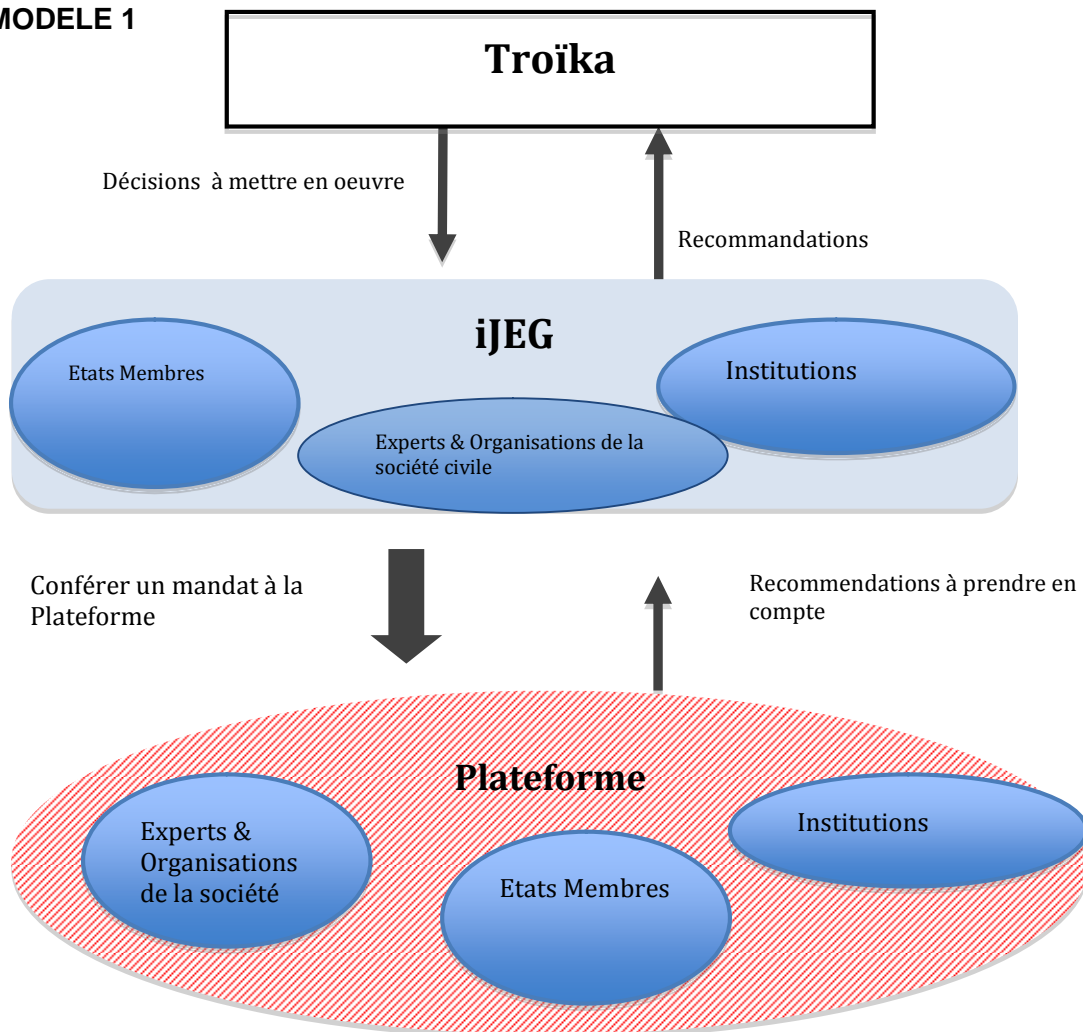 MODELE 1
Troïka
Décisions à mettre en oeuvre
Recommandations
iJEG
Etats Membres
Institutions
Experts & Organisations de la
société civile
Conférer un mandat à la
Plateforme
Recommendations à prendre en
compte
Plateforme
Experts &
Organisations
de la société
Etats Membres
Institutions